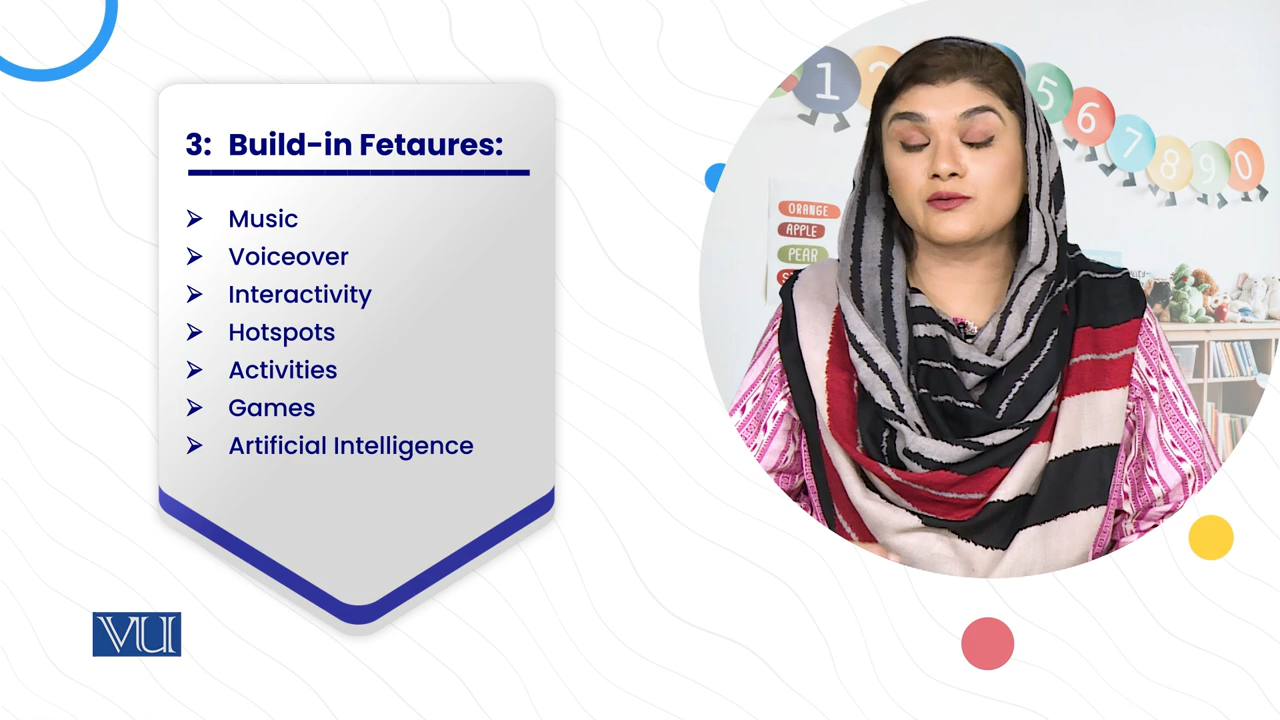 3: Build-in Fetaures:
➢ Music
➢ Voiceover
➢ Interactivity
➢ Hotspots
➢ Activities
➢ Games
➢ Artificial Intelligence
VU
1 2 5 6 7 8 9 0
ORANGE
APPLE
PEAR